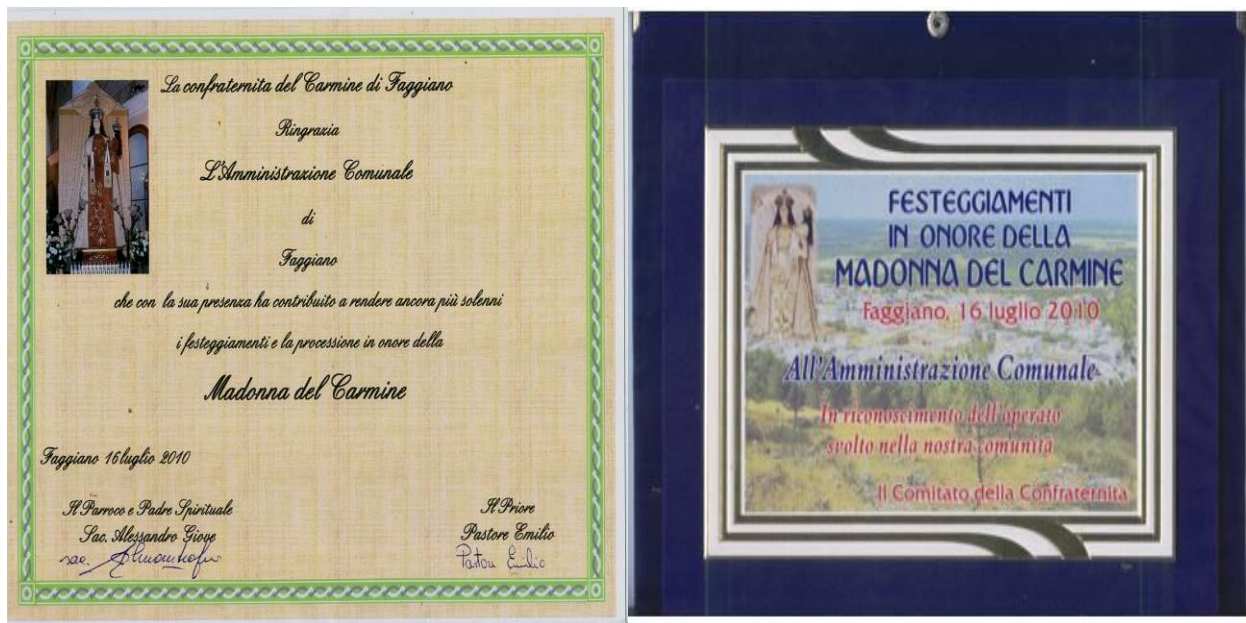 La confraternita del Carmine di Faggiano
Ringrazia
L'Amministrazione Comunale
di
Faggiano
che con la sua presenza ha contribuito a rendere ancora più solenni
i festeggiamenti e la processione in onore della
Madonna del Carmine
Faggiano 16 luglio 2010
Il Parroco e Padre Spirituale
Sac. Alessandro Giove
sac.
Il Priore
Pastore Emilio
Pastore Emilio
FESTEGGIAMENTI
IN ONORE DELLA
MADONNA DEL CARMINE
Faggiano, 16 luglio 2010
All'Amministrazione Comunale
In riconoscimento dell'operato
svolto nella nostra comunità
Il Comitato della Confraternita